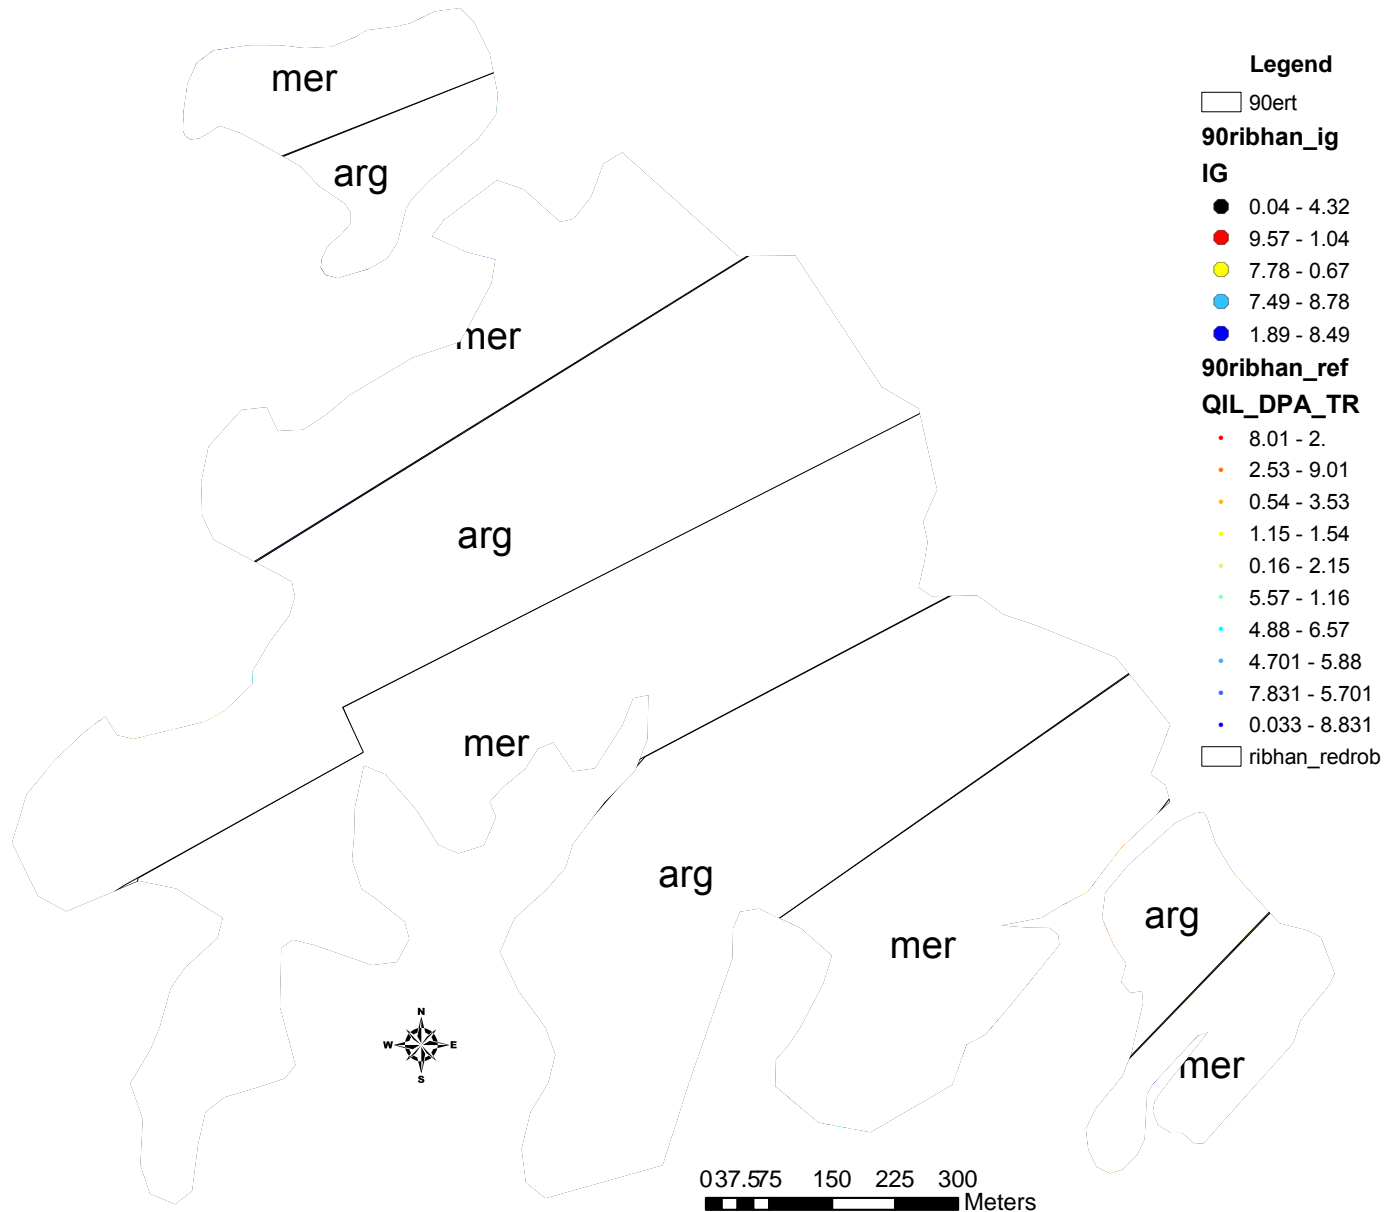 mer
arg
mer
arg
mer
arg
mer
arg
mer
Legend
90ert
90ribhan_ig
IG
0.04 - 4.32
9.57 - 1.04
7.78 - 0.67
7.49 - 8.78
1.89 - 8.49
90ribhan_ref
QIL_DPA_TR
8.01 - 2.
2.53 - 9.01
0.54 - 3.53
1.15 - 1.54
0.16 - 2.15
5.57 - 1.16
4.88 - 6.57
4.701 - 5.88
7.831 - 5.701
0.033 - 8.831
ribhan_redrob
N
W E
S
0 37.5 75 150 225 300
Meters